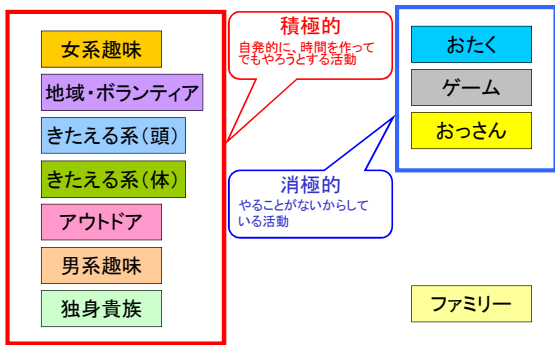 女系趣味
地域・ボランティア
きたえる系(頭)
きたえる系(体)
アウトドア
男系趣味
独身貴族
積極的
自発的に、時間を作って
でもやろうとする活動
消極的
やることがないからして
いる活動
おたく
ゲーム
おっさん
ファミリー